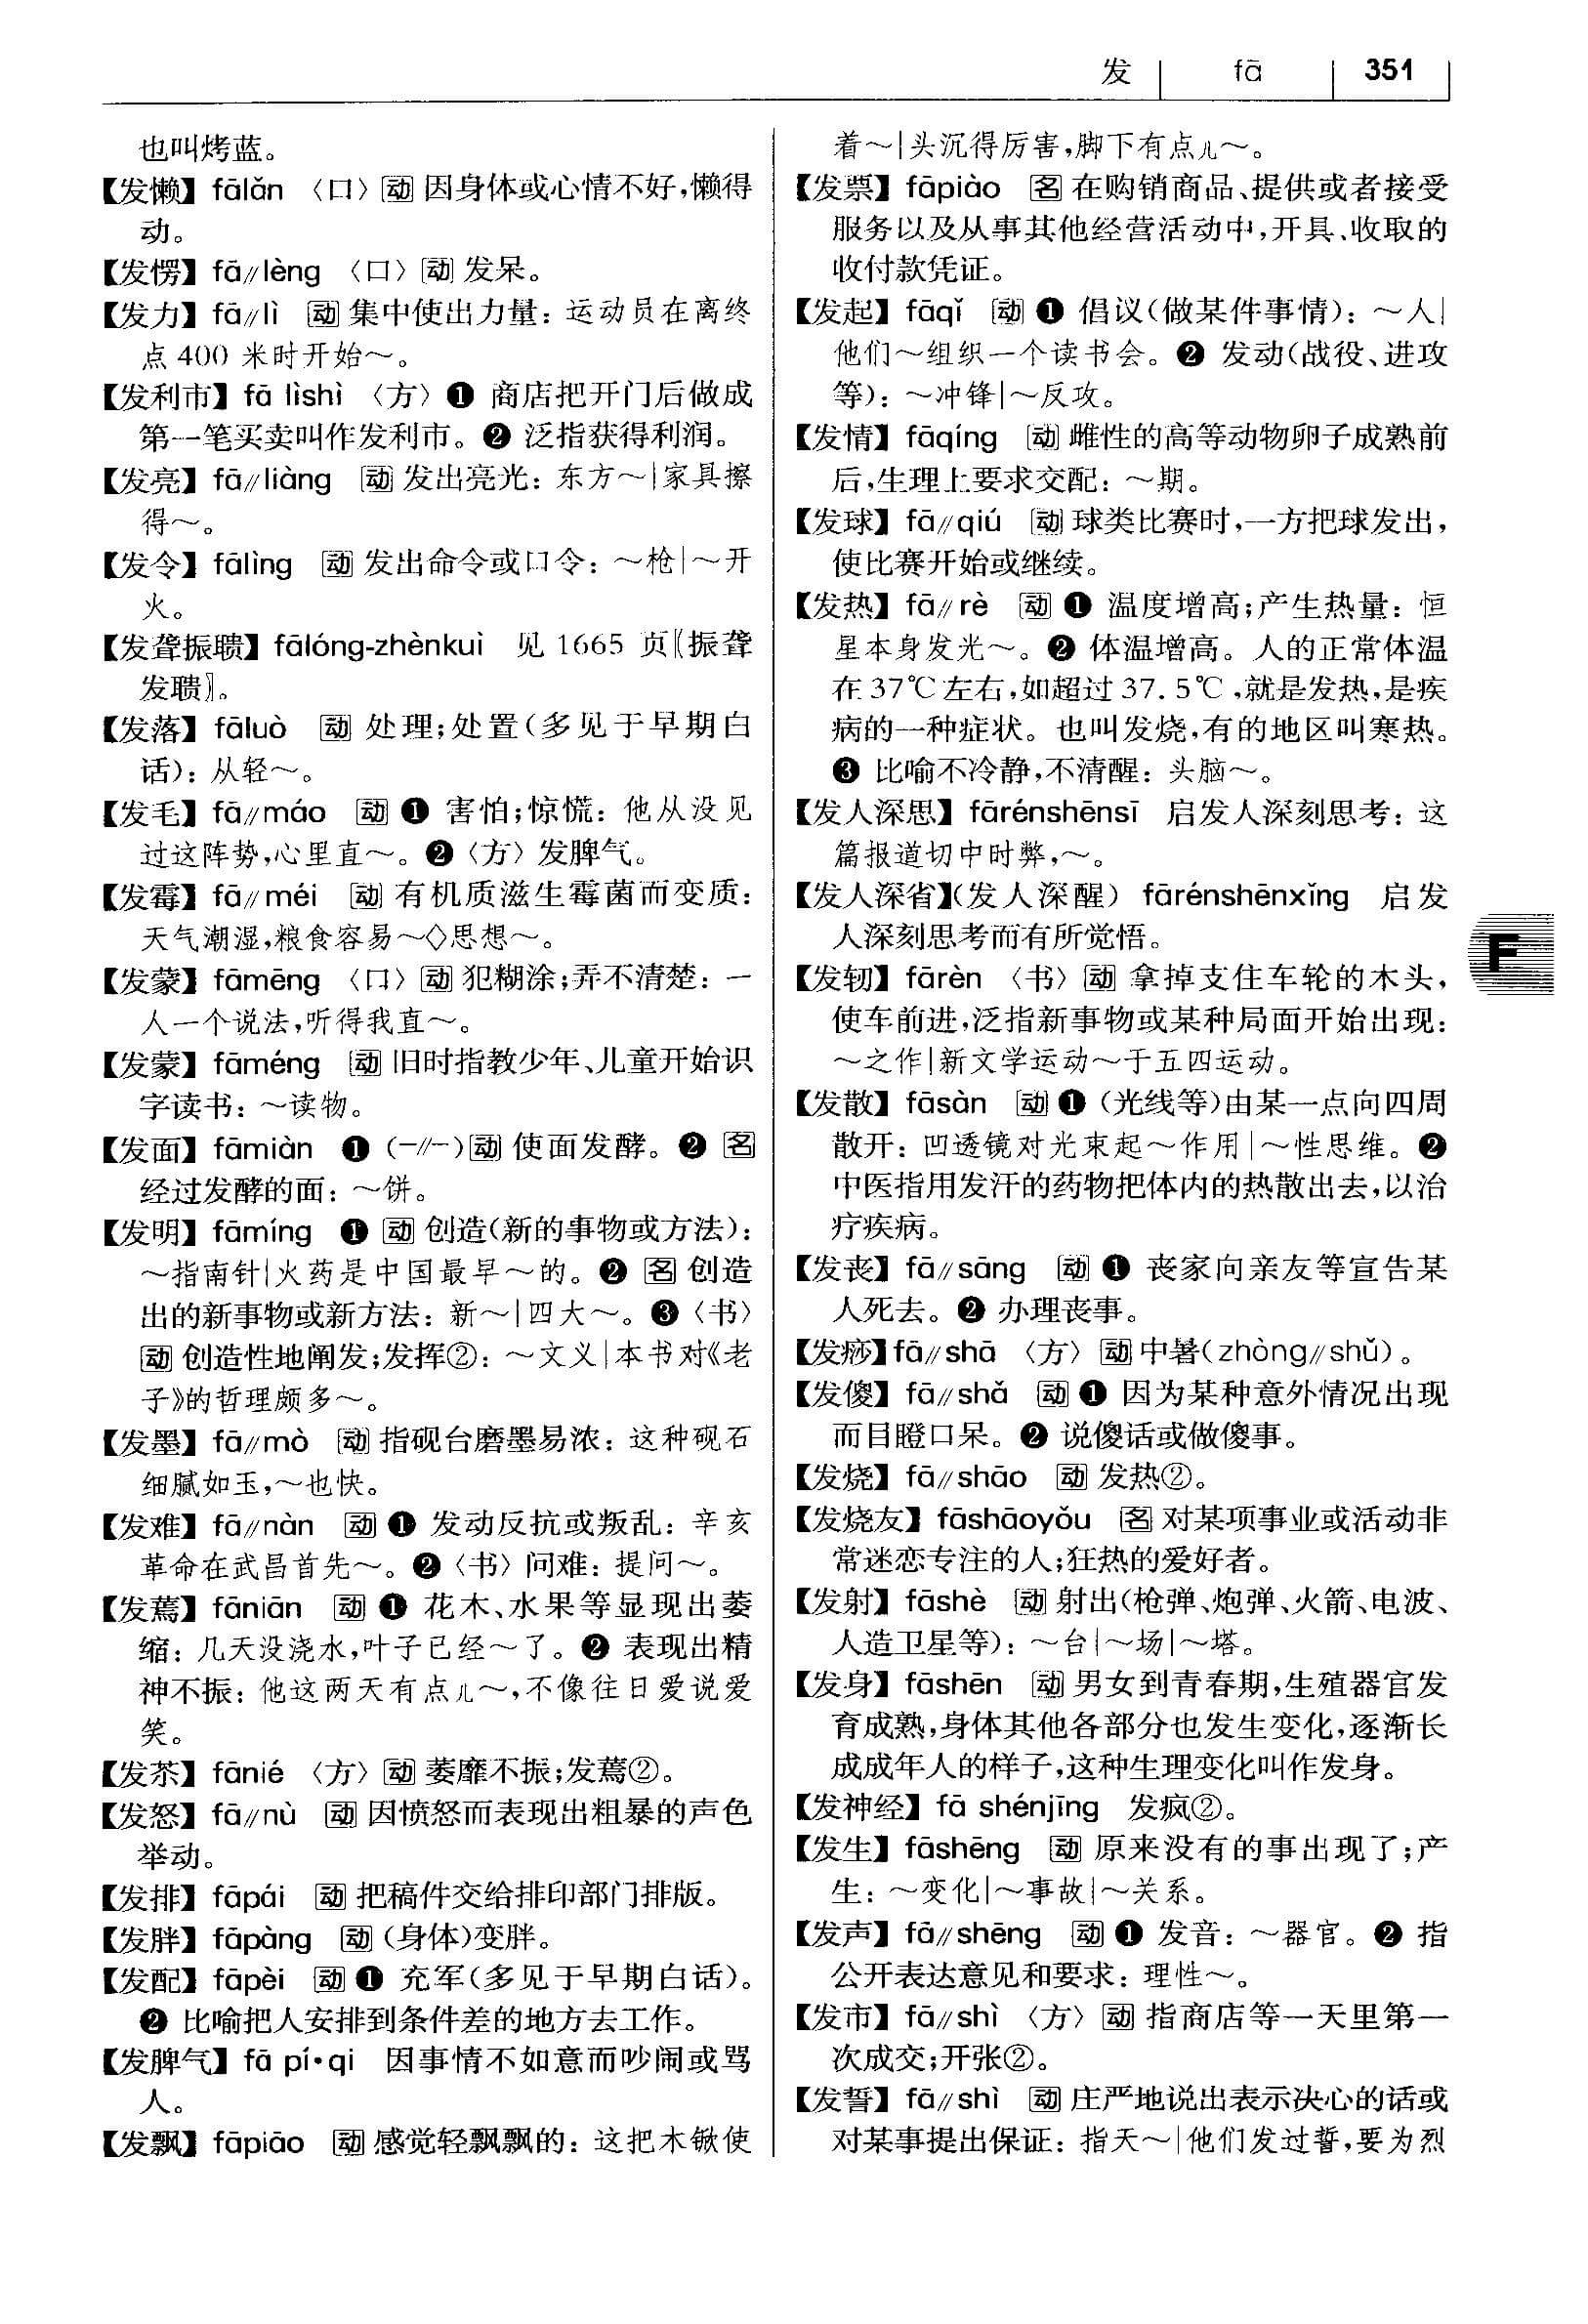 发 fā 351
也叫烤蓝。
【发懒】 fālǎn 〈口〉 动 因身体或心情不好,懒得
动。
【发愣】 fā∥lèng 〈口〉 动 发呆。
【发力】 fā∥lì 动 集中使出力量：运动员在离终
点 400 米时开始～。
【发利市】 fā lìshì 〈方〉 ❶ 商店把开门后做成
第一笔买卖叫作发利市。❷ 泛指获得利润。
【发亮】 fā∥liàng 动 发出亮光：东方～|家具擦
得～。
【发令】 fālìng 动 发出命令或口令：～枪|～开
火。
【发聋振聩】 fālóng-zhènkuì 见 1665 页〖振聋
发聩〗。
【发落】 fāluò 动 处理;处置(多见于早期白
话)：从轻～。
【发毛】 fā∥máo 动 ❶ 害怕;惊慌：他从没见
过这阵势,心里直～。❷〈方〉发脾气。
【发霉】 fā∥méi 动 有机质滋生霉菌而变质：
天气潮湿,粮食容易～◇思想～。
【发蒙】 fāmēng 〈口〉 动 犯糊涂;弄不清楚：一
人一个说法,听得我直～。
【发蒙】 fāméng 动 旧时指教少年、儿童开始识
字读书：～读物。
【发面】 fāmiàn ❶ (－∥－) 动 使面发酵。❷ 名
经过发酵的面：～饼。
【发明】 fāmíng ❶ 动 创造(新的事物或方法)：
～指南针|火药是中国最早～的。❷ 名 创造
出的新事物或新方法：新～|四大～。❸〈书〉
动 创造性地阐发;发挥②：～文义|本书对《老
子》的哲理颇多～。
【发墨】 fā∥mò 动 指砚台磨墨易浓：这种砚石
细腻如玉,～也快。
【发难】 fā∥nàn 动 ❶ 发动反抗或叛乱：辛亥
革命在武昌首先～。❷〈书〉问难：提问～。
【发蔫】 fāniān 动 ❶ 花木、水果等显现出萎
缩：几天没浇水,叶子已经～了。❷ 表现出精
神不振：他这两天有点儿～,不像往日爱说爱
笑。
【发苶】 fānié 〈方〉 动 萎靡不振;发蔫②。
【发怒】 fā∥nù 动 因愤怒而表现出粗暴的声色
举动。
【发排】 fāpái 动 把稿件交给排印部门排版。
【发胖】 fāpàng 动 (身体)变胖。
【发配】 fāpèi 动 ❶ 充军(多见于早期白话)。
❷ 比喻把人安排到条件差的地方去工作。
【发脾气】 fā pí·qi 因事情不如意而吵闹或骂
人。
【发飘】 fāpiāo 动 感觉轻飘飘的：这把木锨使
着～|头沉得厉害,脚下有点儿～。
【发票】 fāpiào 名 在购销商品、提供或者接受
服务以及从事其他经营活动中,开具、收取的
收付款凭证。
【发起】 fāqǐ 动 ❶ 倡议(做某件事情)：～人|
他们～组织一个读书会。❷ 发动(战役、进攻
等)：～冲锋|～反攻。
【发情】 fāqíng 动 雌性的高等动物卵子成熟前
后,生理上要求交配：～期。
【发球】 fā∥qiú 动 球类比赛时,一方把球发出,
使比赛开始或继续。
【发热】 fā∥rè 动 ❶ 温度增高;产生热量：恒
星本身发光～。❷ 体温增高。人的正常体温
在37℃左右,如超过37.5℃,就是发热,是疾
病的一种症状。也叫发烧,有的地区叫寒热。
❸ 比喻不冷静,不清醒：头脑～。
【发人深思】 fārénshēnsī 启发人深刻思考：这
篇报道切中时弊,～。
【发人深省】(发人深醒) fārénshēnxǐng 启发
人深刻思考而有所觉悟。
【发轫】 fārèn 〈书〉 动 拿掉支住车轮的木头,
使车前进,泛指新事物或某种局面开始出现：
～之作|新文学运动～于五四运动。
【发散】 fāsàn 动 ❶ (光线等)由某一点向四周
散开：凹透镜对光束起～作用|～性思维。❷
中医指用发汗的药物把体内的热散出去,以治
疗疾病。
【发丧】 fā∥sāng 动 ❶ 丧家向亲友等宣告某
人死去。❷ 办理丧事。
【发痧】 fā∥shā 〈方〉 动 中暑(zhòng∥shǔ)。
【发傻】 fā∥shǎ 动 ❶ 因为某种意外情况出现
而目瞪口呆。❷ 说傻话或做傻事。
【发烧】 fā∥shāo 动 发热②。
【发烧友】 fāshāoyǒu 名 对某项事业或活动非
常迷恋专注的人;狂热的爱好者。
【发射】 fāshè 动 射出(枪弹、炮弹、火箭、电波、
人造卫星等)：～台|～场|～塔。
【发身】 fāshēn 动 男女到青春期,生殖器官发
育成熟,身体其他各部分也发生变化,逐渐长
成成年人的样子,这种生理变化叫作发身。
【发神经】 fā shénjīng 发疯②。
【发生】 fāshēng 动 原来没有的事出现了;产
生：～变化|～事故|～关系。
【发声】 fā∥shēng 动 ❶ 发音：～器官。❷ 指
公开表达意见和要求：理性～。
【发市】 fā∥shì 〈方〉 动 指商店等一天里第一
次成交;开张②。
【发誓】 fā∥shì 动 庄严地说出表示决心的话或
对某事提出保证：指天～|他们发过誓,要为烈
F